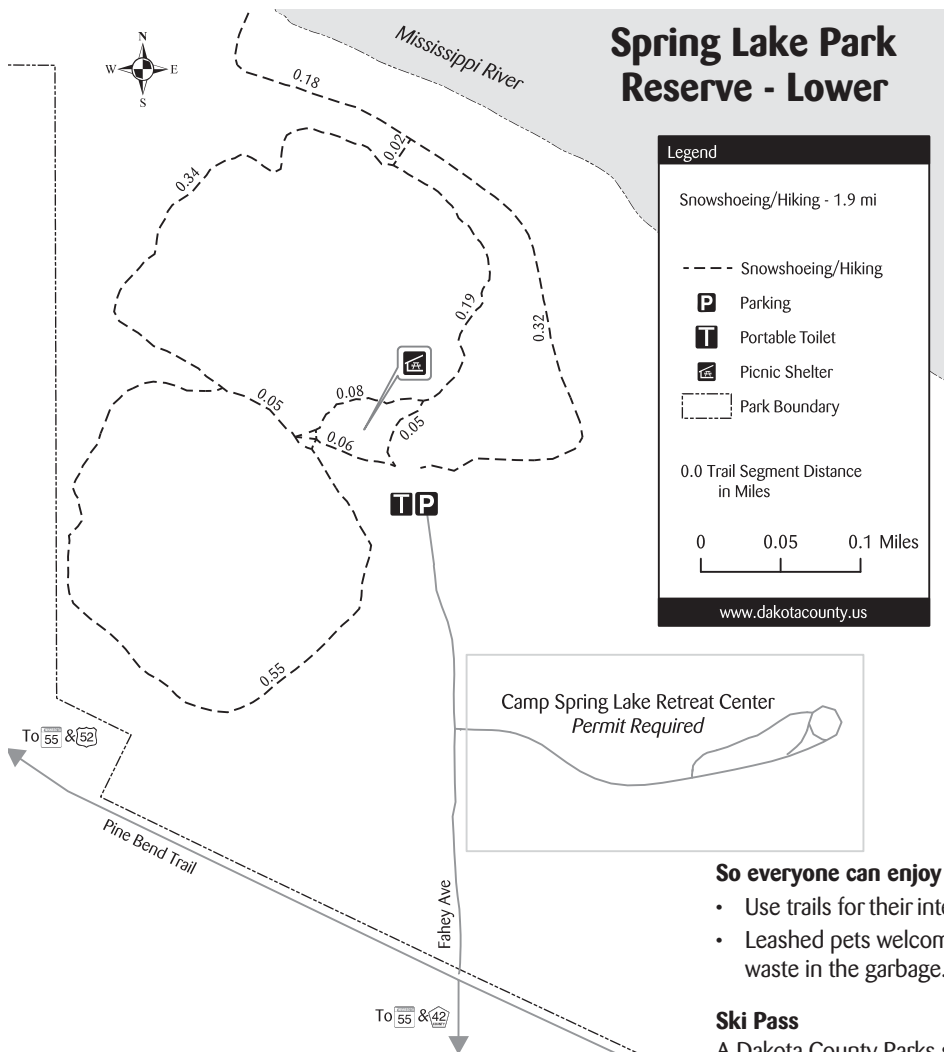 Spring Lake Park
Reserve - Lower
N
W
E
S
Mississippi River
0.18
0.02
0.34
0.19
0.32
0.08
0.05
0.05
0.06
0.55
T
P
Legend
Snowshoeing/Hiking - 1.9 mi
Snowshoeing/Hiking
P Parking
T Portable Toilet
Picnic Shelter
Park Boundary
0.0 Trail Segment Distance
in Miles
0 0.05 0.1 Miles
www.dakotacounty.us
Camp Spring Lake Retreat Center
Permit Required
To 55 & 52
Pine Bend Trail
Fahey Ave
To 55 & 42
So everyone can enjoy
• Use trails for their
• Leashed pets
waste in the garbage.
Ski Pass
A Dakota County Parks